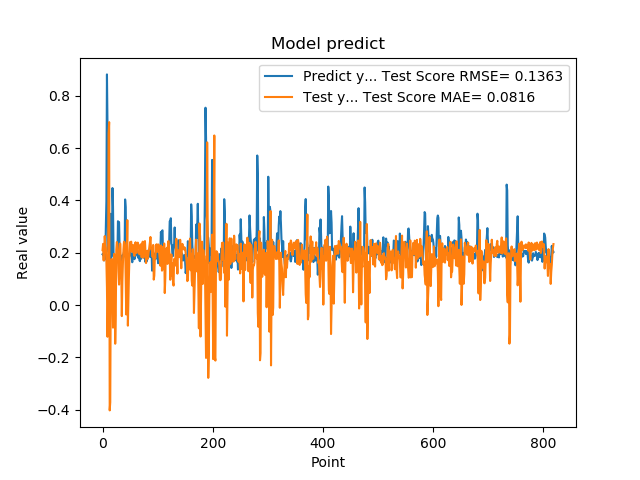 Model predict
Predict y... Test Score RMSE= 0.1363
Test y... Test Score MAE= 0.0816
0.8
0.6
0.4
0.2
0.0
−0.2
−0.4
Real value
0 200 400 600 800
Point